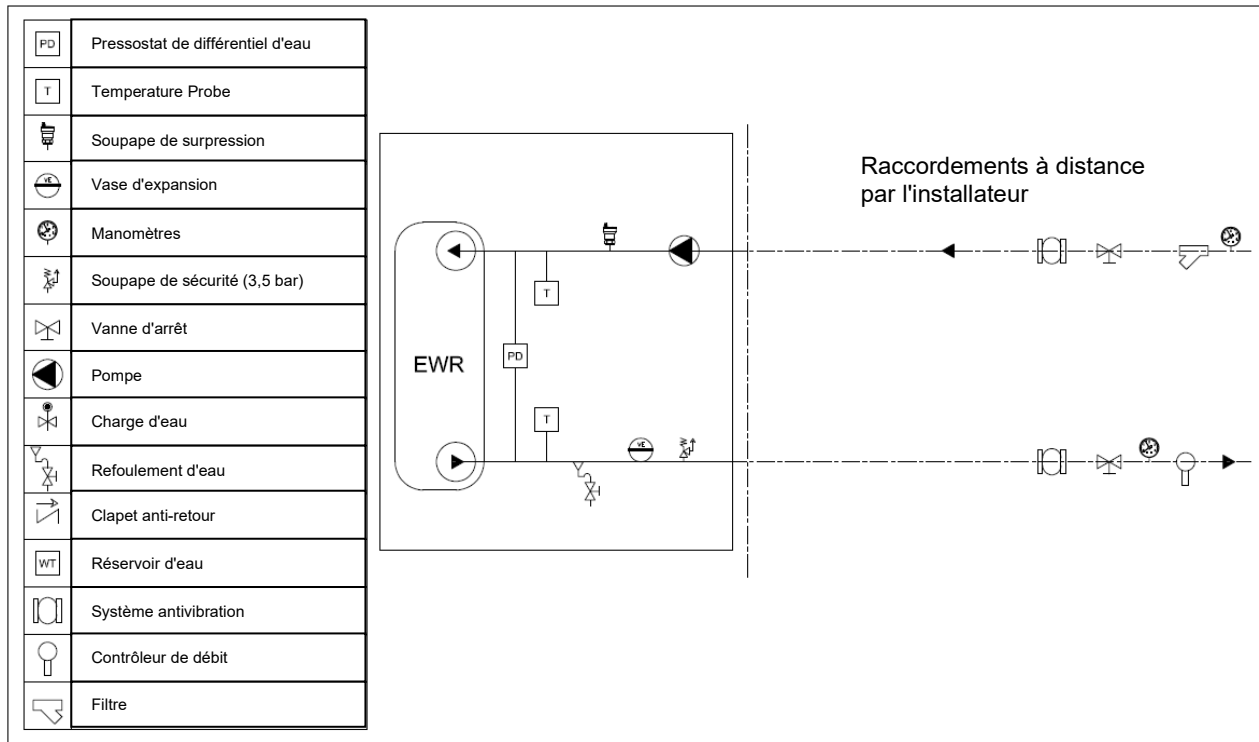 PD Pressostat de différentiel d'eau
T Temperature Probe
Soupape de surpression
VE Vase d'expansion
Manomètres
Soupape de sécurité (3,5 bar)
Vanne d'arrêt
Pompe
Charge d'eau
Refoulement d'eau
Clapet anti-retour
WT Réservoir d'eau
Système antivibration
Contrôleur de débit
Filtre
Raccordements à distance
par l'installateur
T
PD
EWR
T
VE